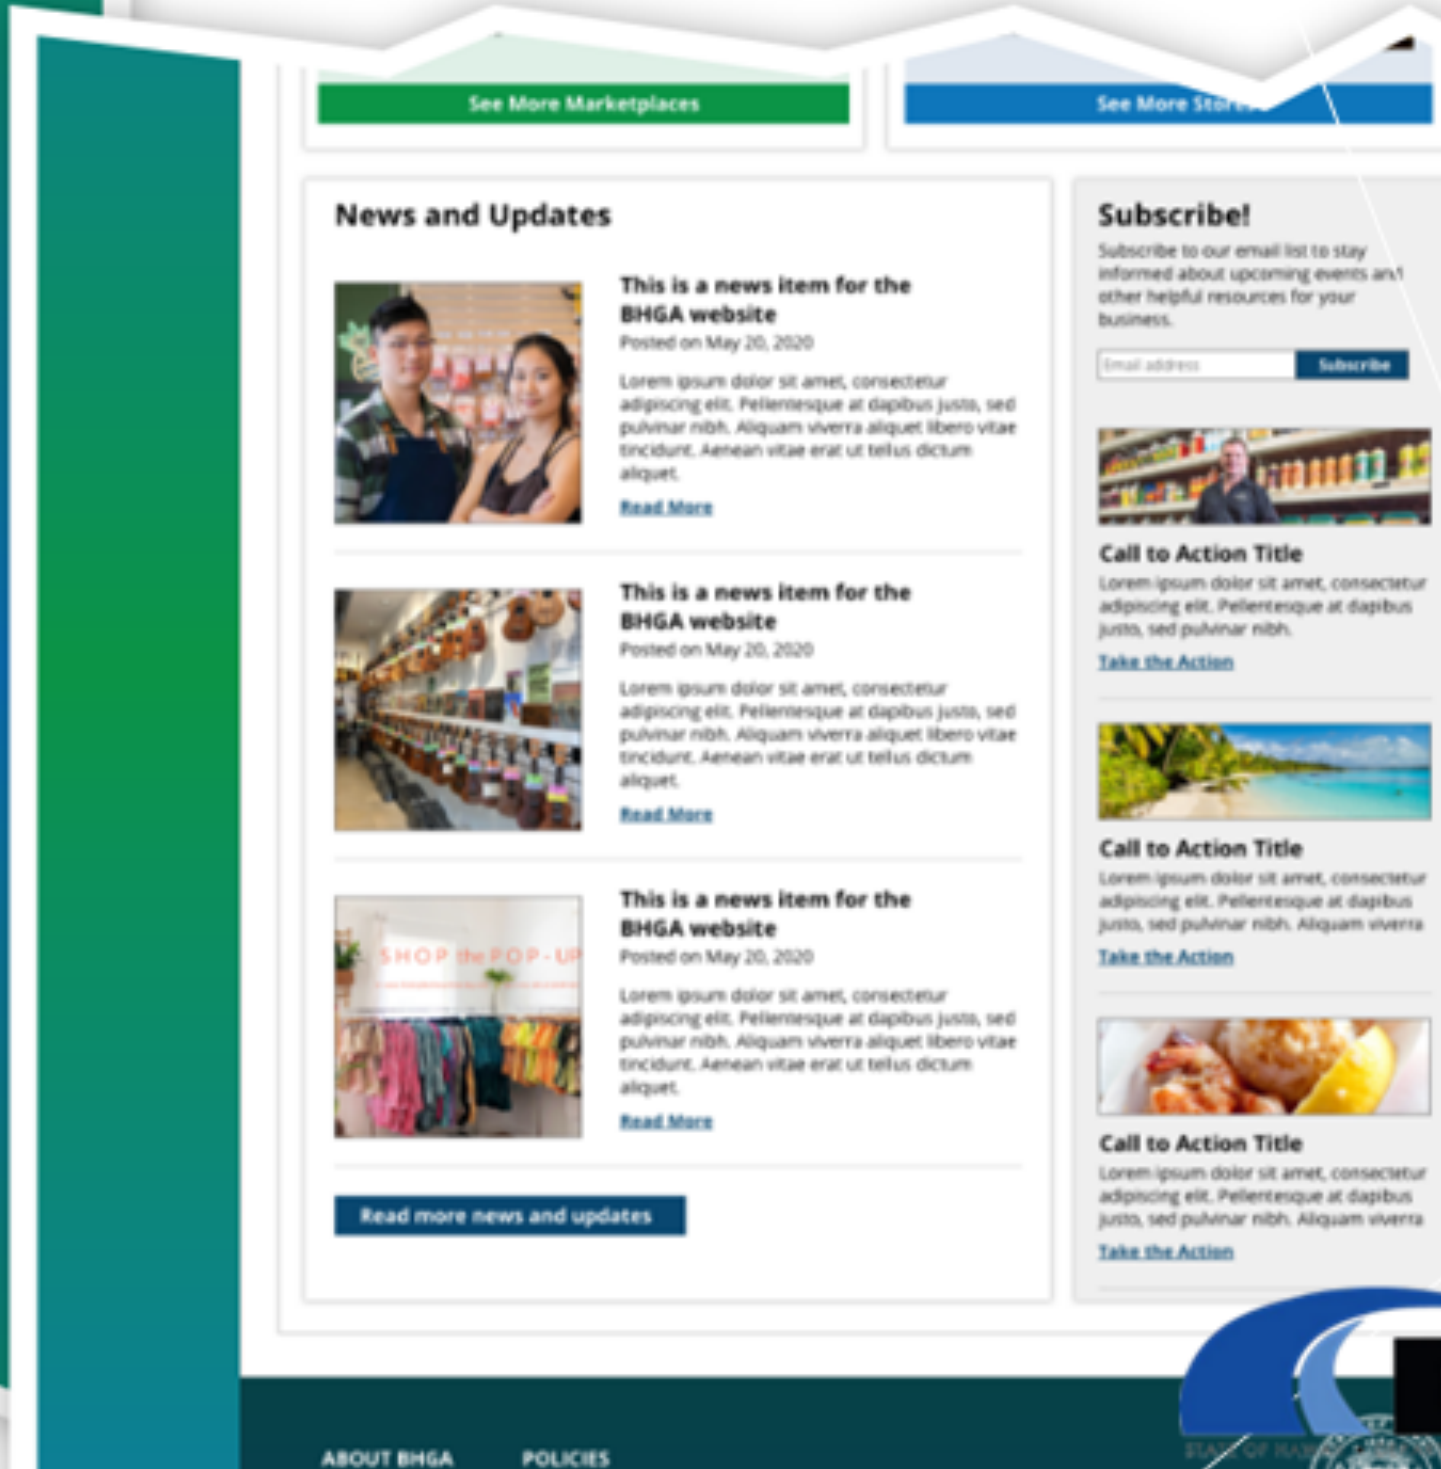 See More Marketplaces
See More Stores
News and Updates
This is a news item for the
BHGA website
Posted on May 20, 2020
Lorem ipsum dolor sit amet, consectetur
adipiscing elit. Pellentesque at dapibus justo, sed
pulvinar nibh. Aliquam viverra aliquet libero vitae
tincidunt. Aenean vitae erat ut tellus dictum
aliquet.
Read More
This is a news item for the
BHGA website
Posted on May 20, 2020
Lorem ipsum dolor sit amet, consectetur
adipiscing elit. Pellentesque at dapibus justo, sed
pulvinar nibh. Aliquam viverra aliquet libero vitae
tincidunt. Aenean vitae erat ut tellus dictum
aliquet.
Read More
SHOP the POP-UP
This is a news item for the
BHGA website
Posted on May 20, 2020
Lorem ipsum dolor sit amet, consectetur
adipiscing elit. Pellentesque at dapibus justo, sed
pulvinar nibh. Aliquam viverra aliquet libero vitae
tincidunt. Aenean vitae erat ut tellus dictum
aliquet.
Read More
Read more news and updates
Subscribe!
Subscribe to our email list to stay
informed about upcoming events and
other helpful resources for your
business.
Email address
Subscribe
Call to Action Title
Lorem ipsum dolor sit amet, consectetur
adipiscing elit. Pellentesque at dapibus
justo, sed pulvinar nibh.
Take the Action
Call to Action Title
Lorem ipsum dolor sit amet, consectetur
adipiscing elit. Pellentesque at dapibus
justo, sed pulvinar nibh. Aliquam viverra
Take the Action
Call to Action Title
Lorem ipsum dolor sit amet, consectetur
adipiscing elit. Pellentesque at dapibus
justo, sed pulvinar nibh. Aliquam viverra
Take the Action
ABOUT BHGA
POLICIES
STATE OF